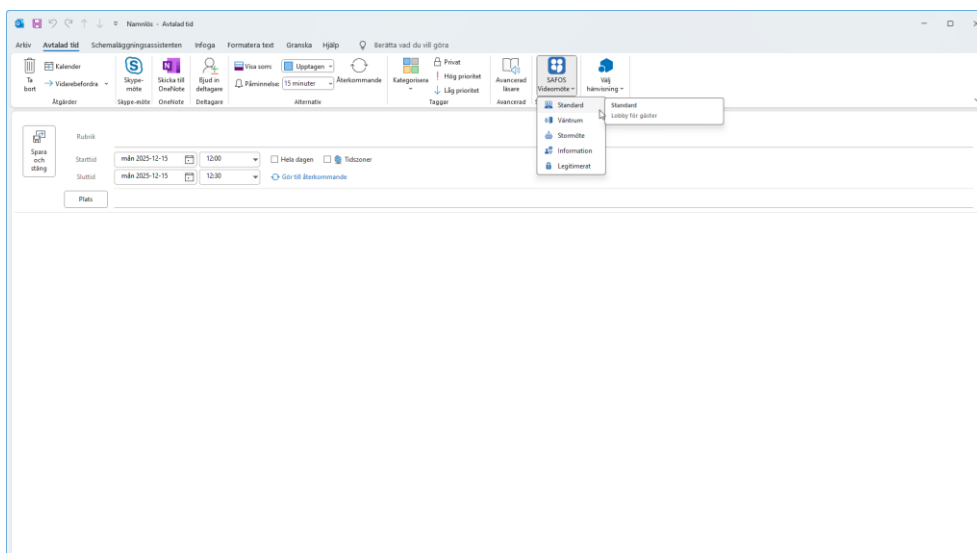 Namnlös - Avtalad tid
Arkiv Avtalad tid Schemaläggningsassistenten Infoga Formatera text Granska Hjälp Berätta vad du vill göra
Ta bort
Kalender
Vidarebefordra
Åtgärder
Skype-möte
Skype-möte
Skicka till OneNote
OneNote
Bjud in deltagare
Deltagare
Visa som: Upptagen
Påminnelse: 15 minuter
Återkommande
Alternativ
Kategorisera
Privat
Hög prioritet
Låg prioritet
Taggar
Avancerad läsare
Avancerad
SAFOS Videomöte
Välj hänvisning
Standard
Väntrum
Stormöte
Information
Legitimerat
Standard
Lobby för gäster
Spara och stäng
Rubrik
Starttid mån 2025-12-15 12:00 Hela dagen Tidszoner
Sluttid mån 2025-12-15 12:30 Gör till återkommande
Plats